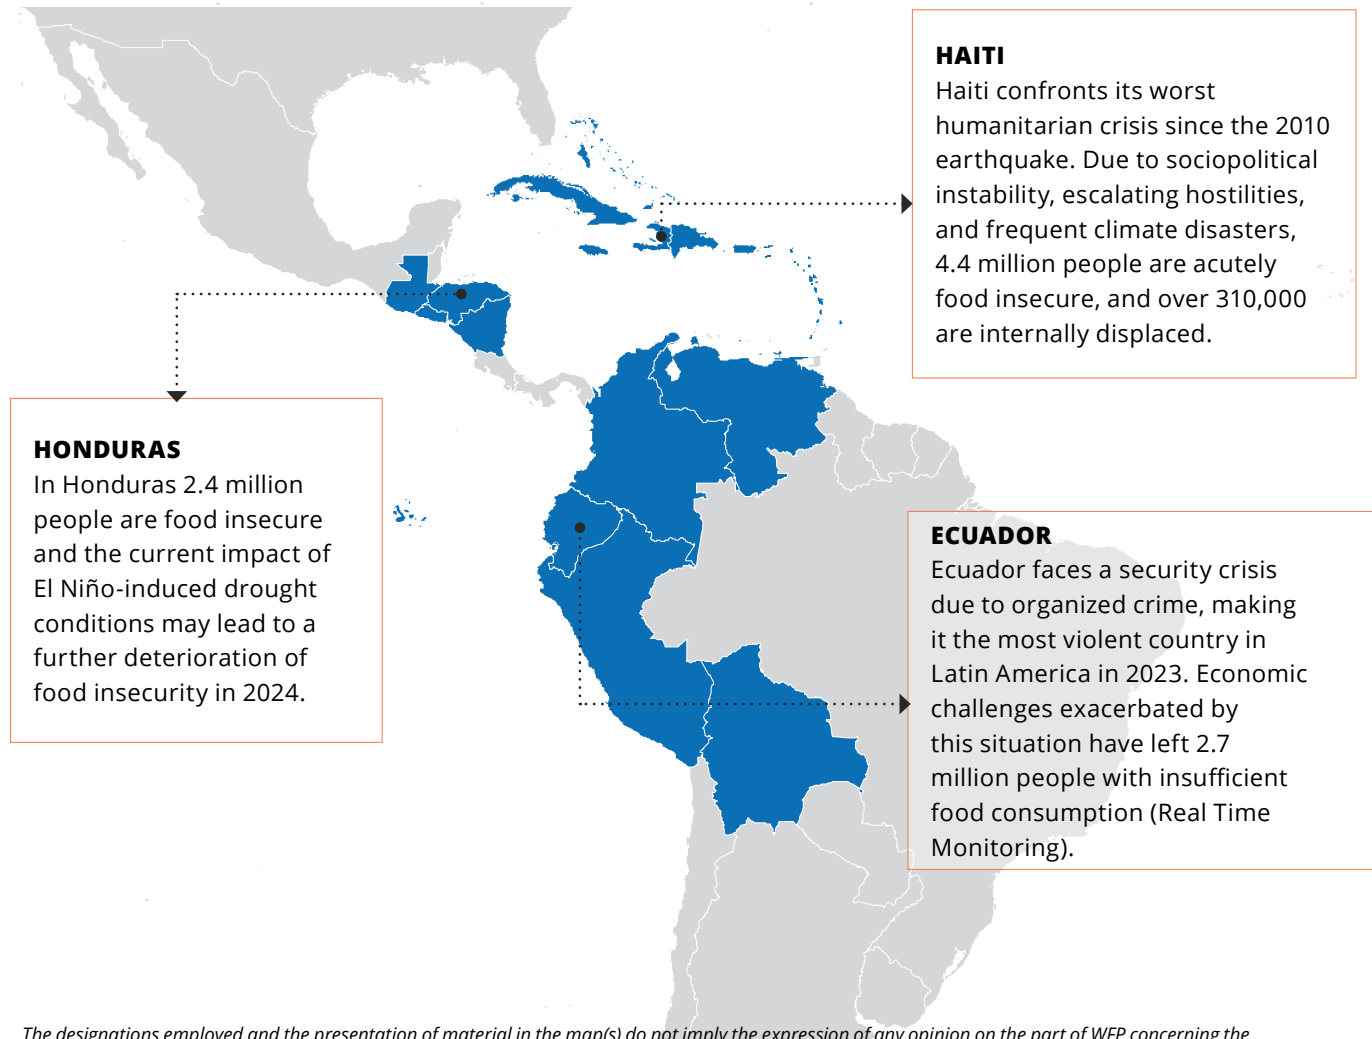 HAITI
Haiti confronts its worst
humanitarian crisis since the 2010
earthquake. Due to sociopolitical
instability, escalating hostilities,
and frequent climate disasters,
4.4 million people are acutely
food insecure, and over 310,000
are internally displaced.
HONDURAS
In Honduras 2.4 million
people are food insecure
and the current impact of
El Niño-induced drought
conditions may lead to a
further deterioration of
food insecurity in 2024.
ECUADOR
Ecuador faces a security crisis
due to organized crime, making
it the most violent country in
Latin America in 2023. Economic
challenges exacerbated by
this situation have left 2.7
million people with insufficient
food consumption (Real Time
Monitoring).
The designations employed and the presentation of material in the map(s) do not imply the expression of any opinion on the part of WFP concerning the